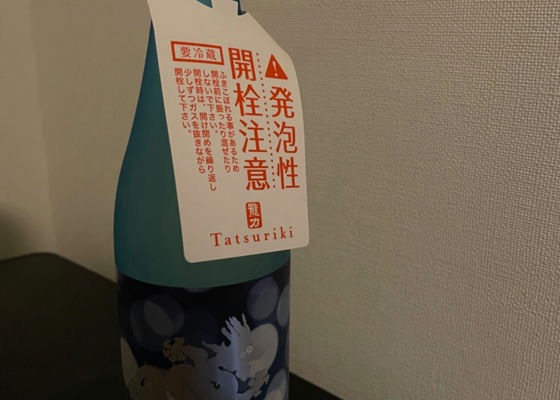 ⚠発泡性
開栓注意
要冷蔵
ふきこぼれる事があるため
開栓前に振ったり混ぜたり
しないで下さい。
開栓時は、開け閉めを繰り返し
少しずつガスを抜きながら
開栓して下さい。
龍力
Tatsuriki